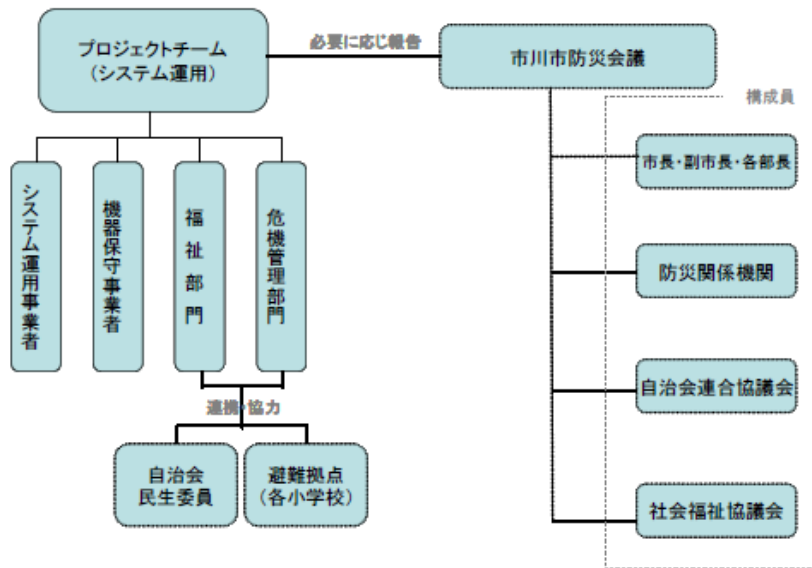 プロジェクトチーム
(システム運用)
必要に応じ報告
市川市防災会議
構成員
システム運用事業者
機器保守事業者
福祉部門
危機管理部門
市長・副市長・各部長
防災関係機関
自治会連合協議会
社会福祉協議会
連携・協力
自治会
民生委員
避難拠点
(各小学校)